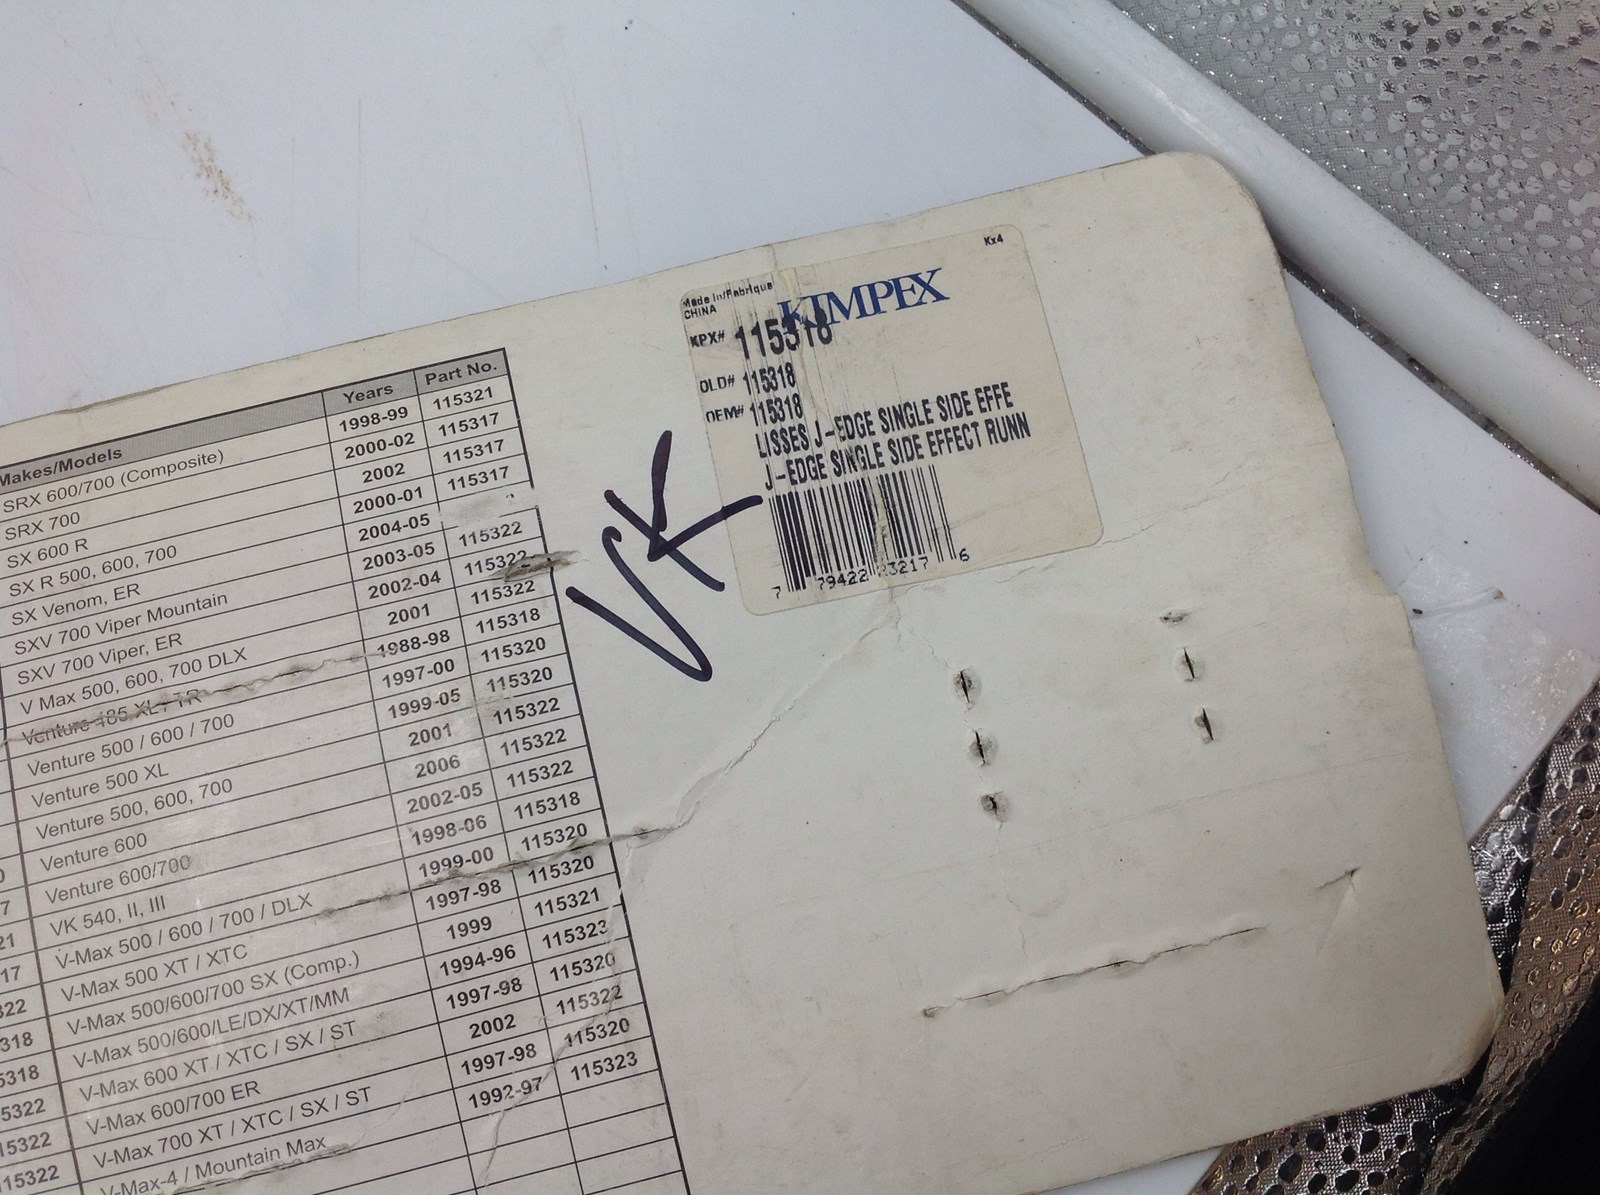 Kx4
Made In/Fabrique
CHINA
KIMPEX
KPX# 115318
OLD# 115318
OEM# 115318
LISSES J-EDGE SINGLE SIDE EFFE
J-EDGE SINGLE SIDE EFFECT RUNN
7 79422 23217 6
VK
Makes/Models Years Part No.
SRX 600/700 (Composite) 1998-99 115321
SRX 700 2000-02 115317
SX 600 R 2002 115317
SX R 500, 600, 700 2000-01 115317
SX Venom, ER 2004-05
SXV 700 Viper Mountain 2003-05 115322
SXV 700 Viper, ER 2002-04 115322
V Max 500, 600, 700 DLX 2001 115322
Venture 485 XL / TR 1988-98 115318
Venture 500 / 600 / 700 1997-00 115320
Venture 500 XL 1999-05 115320
Venture 500, 600, 700 2001 115322
Venture 600 2006 115322
Venture 600/700 2002-05 115322
VK 540, II, III 1998-06 115318
V-Max 500 / 600 / 700 / DLX 1999-00 115320
V-Max 500 XT / XTC 1997-98 115320
V-Max 500/600/700 SX (Comp.) 1999 115321
V-Max 500/600/LE/DX/XT/MM 1994-96 115323
V-Max 600 XT / XTC / SX / ST 1997-98 115320
V-Max 600/700 ER 2002 115322
V-Max 700 XT / XTC / SX / ST 1997-98 115320
V-Max-4 / Mountain Max 1992-97 115323